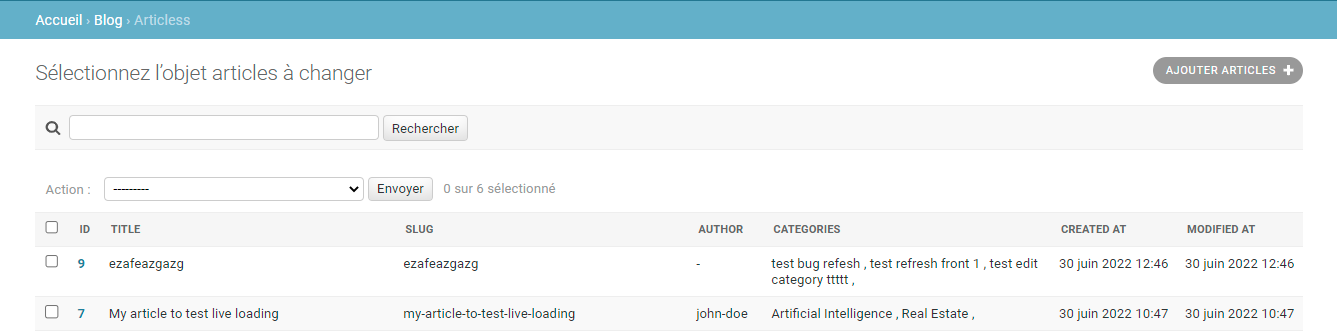 Accueil › Blog › Articless
Sélectionnez l’objet articles à changer
AJOUTER ARTICLES
Rechercher
Action : --------- Envoyer 0 sur 6 sélectionné
ID TITLE SLUG AUTHOR CATEGORIES CREATED AT MODIFIED AT
9 ezafeazgazg ezafeazgazg - test bug refesh , test refresh front 1 , test edit 30 juin 2022 12:46 30 juin 2022 12:46
category ttttt ,
7 My article to test live loading my-article-to-test-live-loading john-doe Artificial Intelligence , Real Estate , 30 juin 2022 10:47 30 juin 2022 10:47